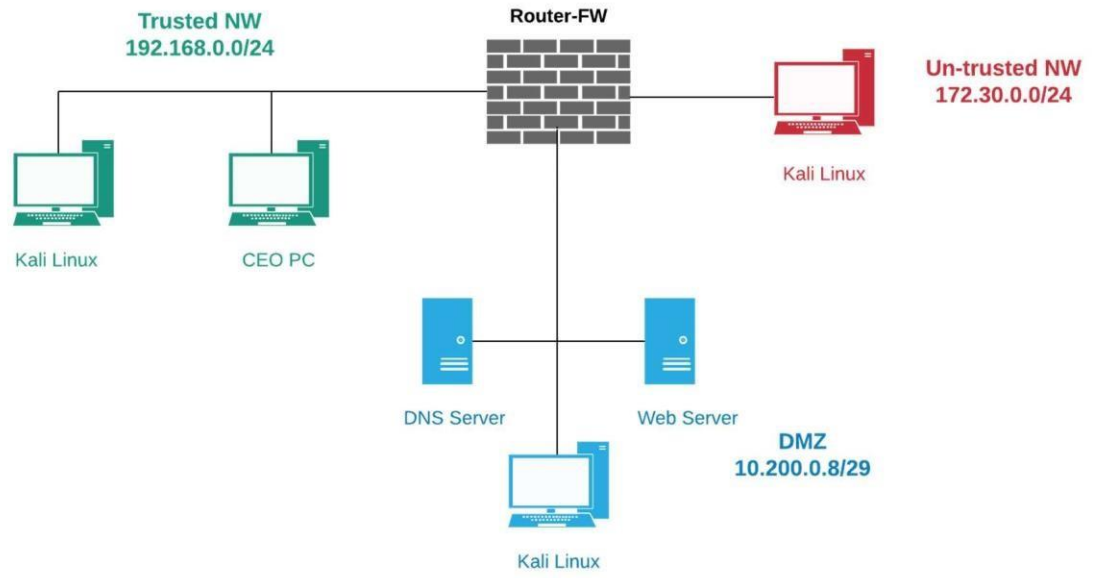 Router-FW
Trusted NW
192.168.0.0/24
Un-trusted NW
172.30.0.0/24
Kali Linux
Kali Linux
CEO PC
DNS Server
Web Server
DMZ
10.200.0.8/29
Kali Linux